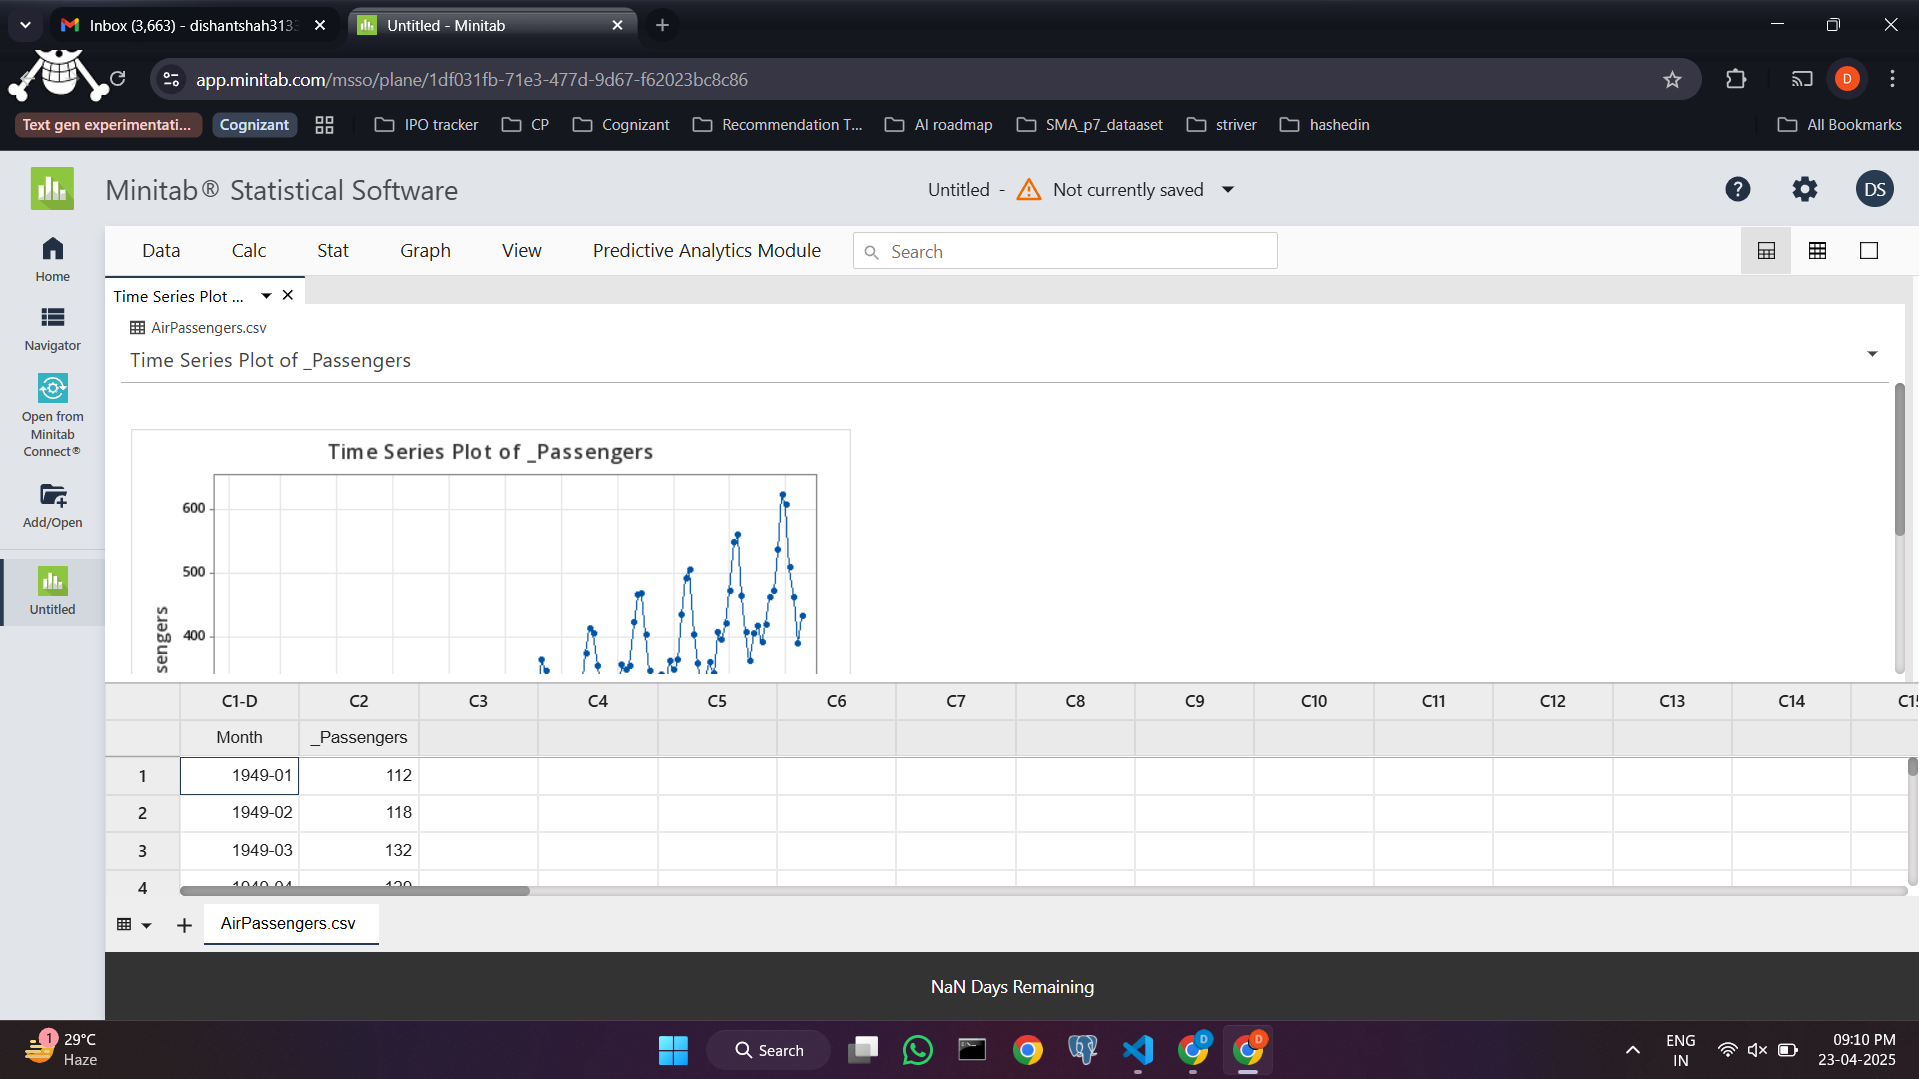 Inbox (3,663) - dishantshah313
Untitled - Minitab
app.minitab.com/msso/plane/1df031fb-71e3-477d-9d67-f62023bc8c86
D
Text gen experimentati...
Cognizant
IPO tracker
CP
Cognizant
Recommendation T...
AI roadmap
SMA_p7_dataaset
striver
hashedin
All Bookmarks
Minitab® Statistical Software
Untitled - Not currently saved
DS
Data Calc Stat Graph View Predictive Analytics Module Search
Home
Navigator
Open from
Minitab
Connect®
Add/Open
Untitled
Time Series Plot ...
AirPassengers.csv
Time Series Plot of _Passengers
Time Series Plot of _Passengers
600
500
400
sengers
C1-D C2 C3 C4 C5 C6 C7 C8 C9 C10 C11 C12 C13 C14 C1
Month _Passengers
1 1949-01 112
2 1949-02 118
3 1949-03 132
4 1949-04 129
AirPassengers.csv
NaN Days Remaining
1
29°C
Haze
Search
D
D
ENG
IN
09:10 PM
23-04-2025